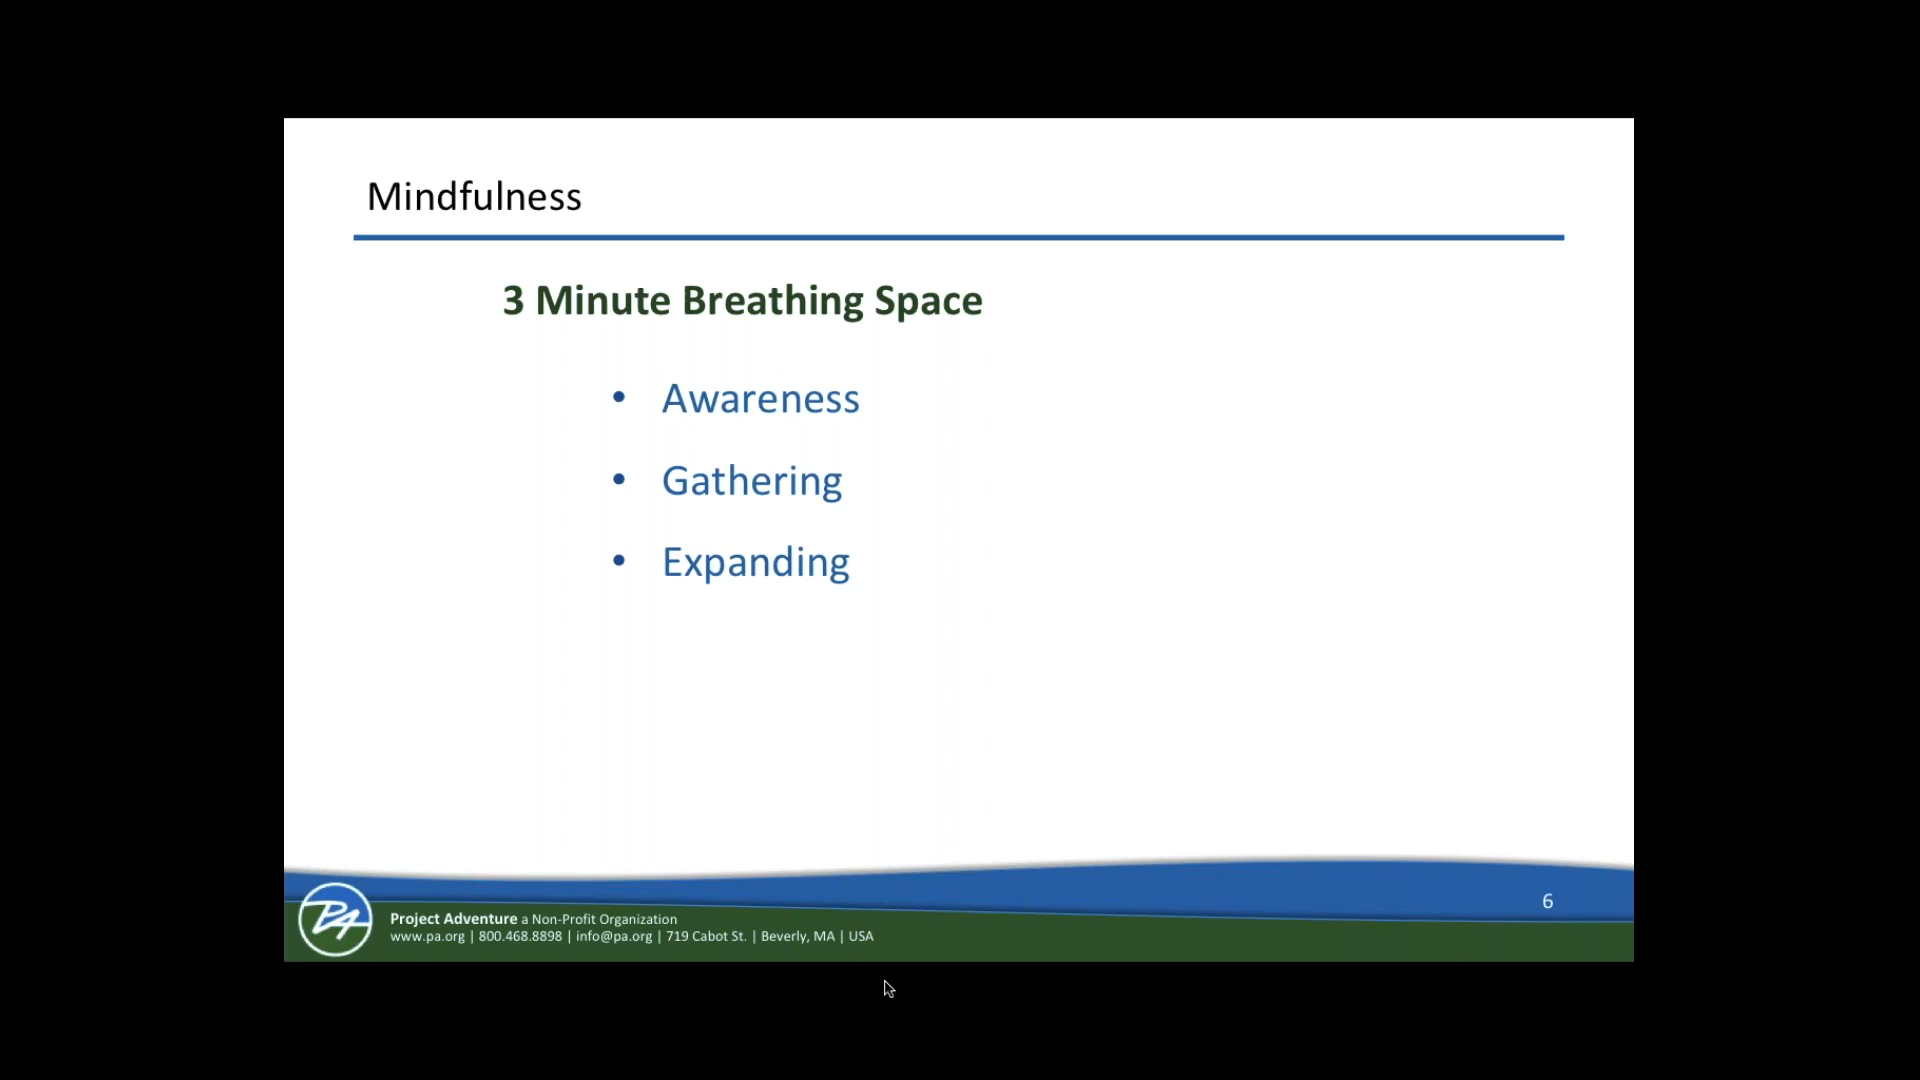 Mindfulness
3 Minute Breathing Space
• Awareness
• Gathering
• Expanding
6
PA
Project Adventure a Non-Profit Organization
www.pa.org | 800.468.8898 | info@pa.org | 719 Cabot St. | Beverly, MA | USA